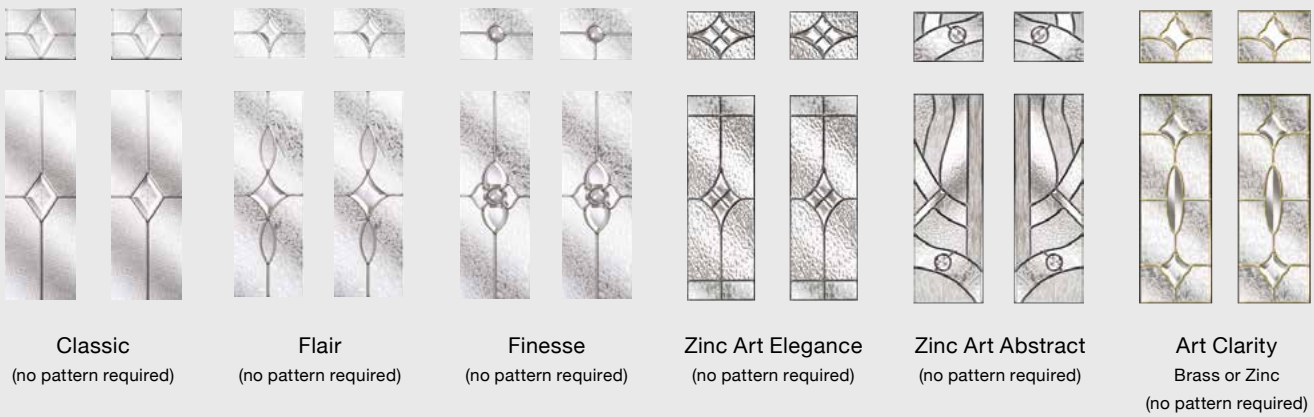 Classic
(no pattern required)
Flair
(no pattern required)
Finesse
(no pattern required)
Zinc Art Elegance
(no pattern required)
Zinc Art Abstract
(no pattern required)
Art Clarity
Brass or Zinc
(no pattern required)